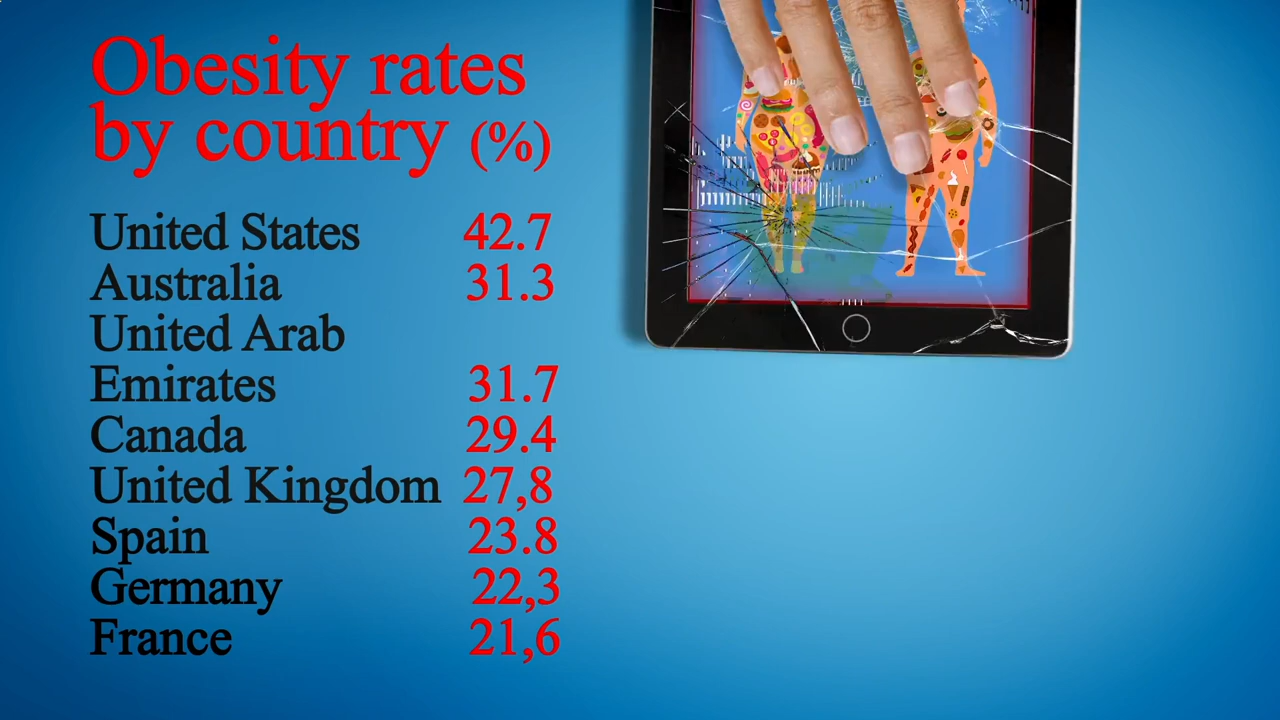 Obesity rates
by country (%)
United States 42.7
Australia 31.3
United Arab
Emirates 31.7
Canada 29.4
United Kingdom 27,8
Spain 23.8
Germany 22,3
France 21,6